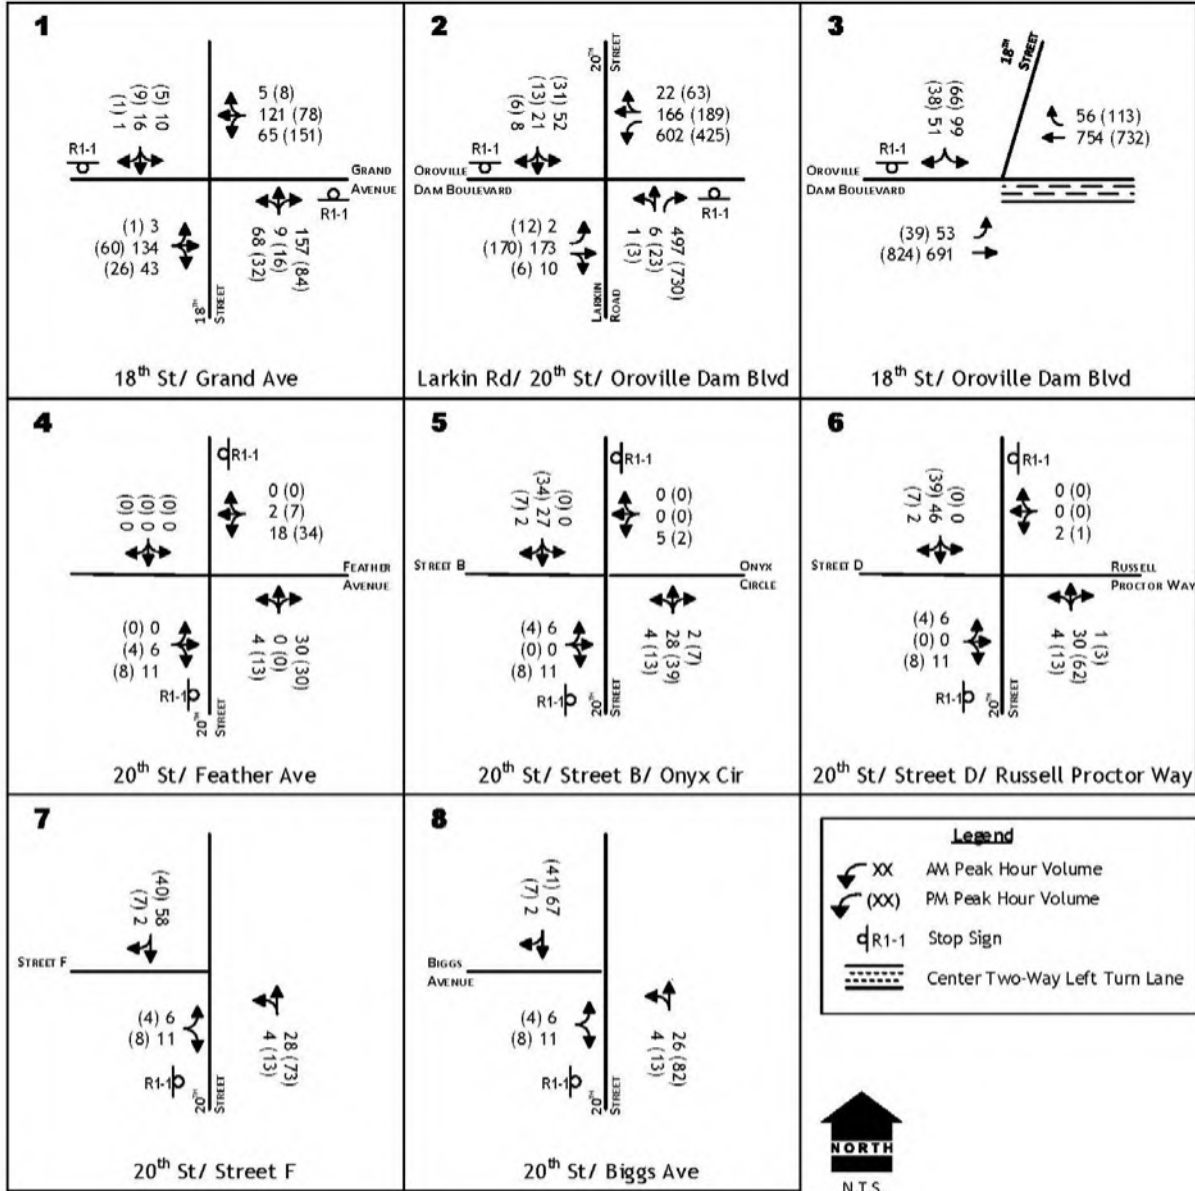 1
(5) 10
(9) 16
(1) 1
5 (8)
121 (78)
65 (151)
R1-1
GRAND
AVENUE
R1-1
(1) 3
(60) 134
(26) 43
68 (32)
9 (16)
157 (84)
18TH
STREET
18th St/ Grand Ave
2
20TH
STREET
(31) 52
(13) 21
(6) 8
22 (63)
166 (189)
602 (425)
R1-1
OROVILLE
DAM BOULEVARD
R1-1
(12) 2
(170) 173
(6) 10
1 (3)
6 (23)
497 (730)
LARKIN
ROAD
Larkin Rd/ 20th St/ Oroville Dam Blvd
3
18TH
STREET
(66) 99
(38) 51
56 (113)
754 (732)
R1-1
OROVILLE
DAM BOULEVARD
(39) 53
(824) 691
18th St/ Oroville Dam Blvd
4
R1-1
(0) 0
(0) 0
(0) 0
0 (0)
2 (7)
18 (34)
FEATHER
AVENUE
(0) 0
(4) 6
(8) 11
4 (13)
0 (0)
30 (30)
R1-1
20TH
STREET
20th St/ Feather Ave
5
R1-1
(0) 0
(34) 27
(7) 2
0 (0)
0 (0)
5 (2)
STREET B
ONYX
CIRCLE
(4) 6
(0) 0
(8) 11
4 (13)
28 (39)
2 (7)
R1-1
20TH
STREET
20th St/ Street B/ Onyx Cir
6
R1-1
(0) 0
(39) 46
(7) 2
0 (0)
0 (0)
2 (1)
STREET D
RUSSELL
PROCTOR WAY
(4) 6
(0) 0
(8) 11
4 (13)
30 (62)
1 (3)
R1-1
20TH
STREET
20th St/ Street D/ Russell Proctor Way
7
(40) 58
(7) 2
STREET F
(4) 6
(8) 11
4 (13)
28 (73)
R1-1
20TH
STREET
20th St/ Street F
8
(41) 67
(7) 2
BIGGS
AVENUE
(4) 6
(8) 11
4 (13)
26 (82)
R1-1
20TH
STREET
20th St/ Biggs Ave
Legend
XX AM Peak Hour Volume
(XX) PM Peak Hour Volume
R1-1 Stop Sign
Center Two-Way Left Turn Lane
NORTH
N.T.S.